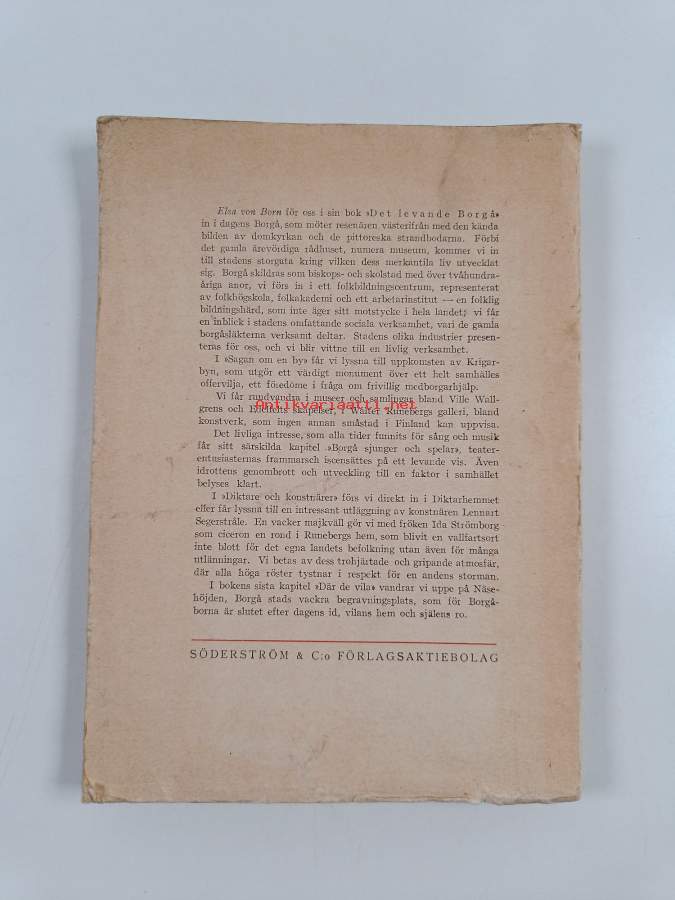 Elsa von Born för oss i sin bok »Det levande Borgå»
in i dagens Borgå, som möter resenären västerifrån med den kända
bilden av domkyrkan och de pittoreska strandbodarna. Förbi
det gamla ärevördiga rådhuset, numera museum, kommer vi in
till stadens storgata kring vilken dess merkantila liv utvecklat
sig. Borgå skildras som biskops- och skolstad med över tvåhundra-
åriga anor, vi förs in i ett folkbildningscentrum, representerat
av folkhögskola, folkakademi och ett arbetarinstitut — en folklig
bildningshärd, som inte äger sitt motstycke i hela landet; vi får
en inblick i stadens omfattande sociala verksamhet, vari de gamla
borgåsläkterna verksamt deltar. Stadens olika industrier presen-
teras för oss, och vi blir vittne till en livlig verksamhet.
I »Sagan om en by» får vi lyssna till uppkomsten av Krigar-
byn, som utgör ett värdigt monument över ett helt samhälles
offervilja, ett föredöme i fråga om frivillig medborgarhjälp.
Vi får rundvandra i museer och samlingar bland Ville Wall-
Antikvariaatti.net
grens och Edelfelts skapelser, i Walter Runebergs galleri, bland
konstverk, som ingen annan småstad i Finland kan uppvisa.
Det livliga intresse, som alla tider funnits för sång och musik
får sitt särskilda kapitel »Borgå sjunger och spelar», teater-
entusiasternas frammarsch iscensättes på ett levande vis. Även
idrottens genombrott och utveckling till en faktor i samhället
belyses klart.
I »Diktare och konstnärer» förs vi direkt in i Diktarhemmet
eller får lyssna till en intressant utläggning av konstnären Lennart
Segerstråle. En vacker majkväll gör vi med fröken Ida Strömborg
som ciceron en rond i Runebergs hem, som blivit en vallfartsort
inte blott för det egna landets befolkning utan även för många
utlänningar. Vi betas av dess trohjärtade och gripande atmosfär,
där alla höga röster tystnar i respekt för en andens storman.
I bokens sista kapitel »Där de vila» vandrar vi uppe på Näse-
höjden, Borgå stads vackra begravningsplats, som för Borgå-
borna är slutet efter dagens id, vilans hem och själens ro.
SÖDERSTRÖM & C:o FÖRLAGSAKTIEBOLAG